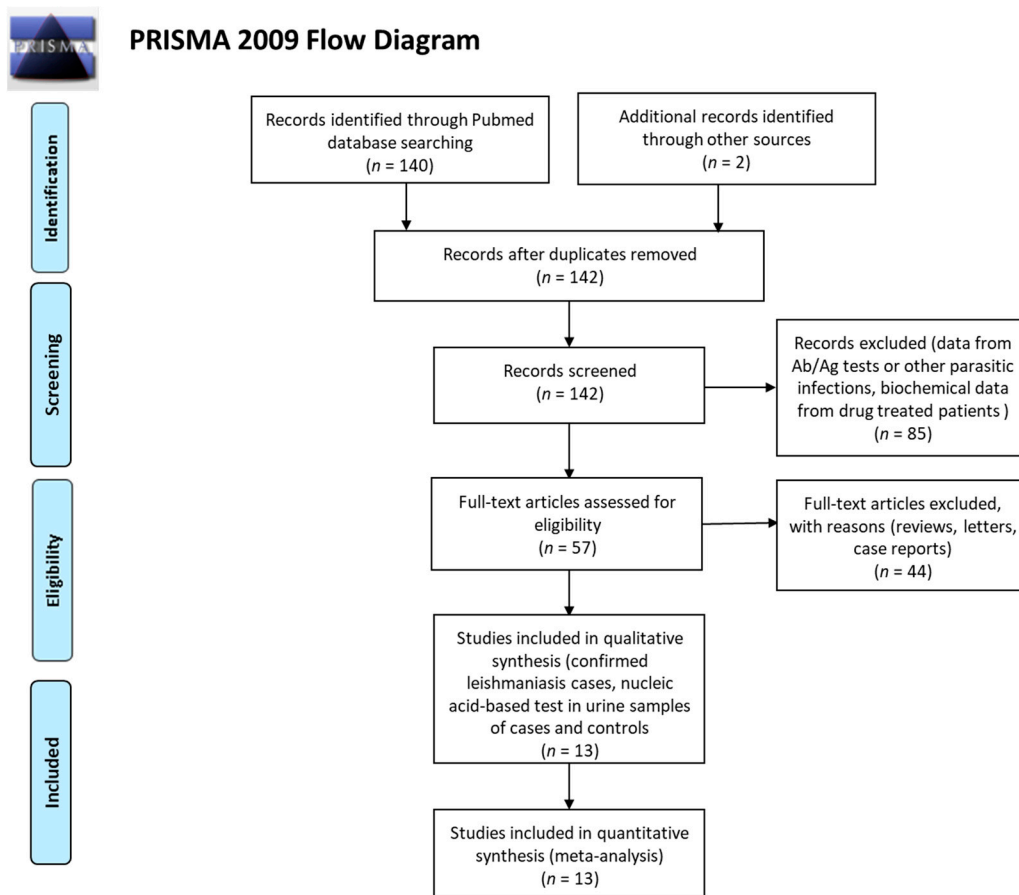 PRISMA
PRISMA 2009 Flow Diagram
Identification
Records identified through Pubmed
database searching
(n = 140)
Additional records identified
through other sources
(n = 2)
Records after duplicates removed
(n = 142)
Screening
Records screened
(n = 142)
Records excluded (data from
Ab/Ag tests or other parasitic
infections, biochemical data
from drug treated patients )
(n = 85)
Eligibility
Full-text articles assessed for
eligibility
(n = 57)
Full-text articles excluded,
with reasons (reviews, letters,
case reports)
(n = 44)
Studies included in qualitative
synthesis (confirmed
leishmaniasis cases, nucleic
acid-based test in urine samples
of cases and controls
(n = 13)
Included
Studies included in quantitative
synthesis (meta-analysis)
(n = 13)